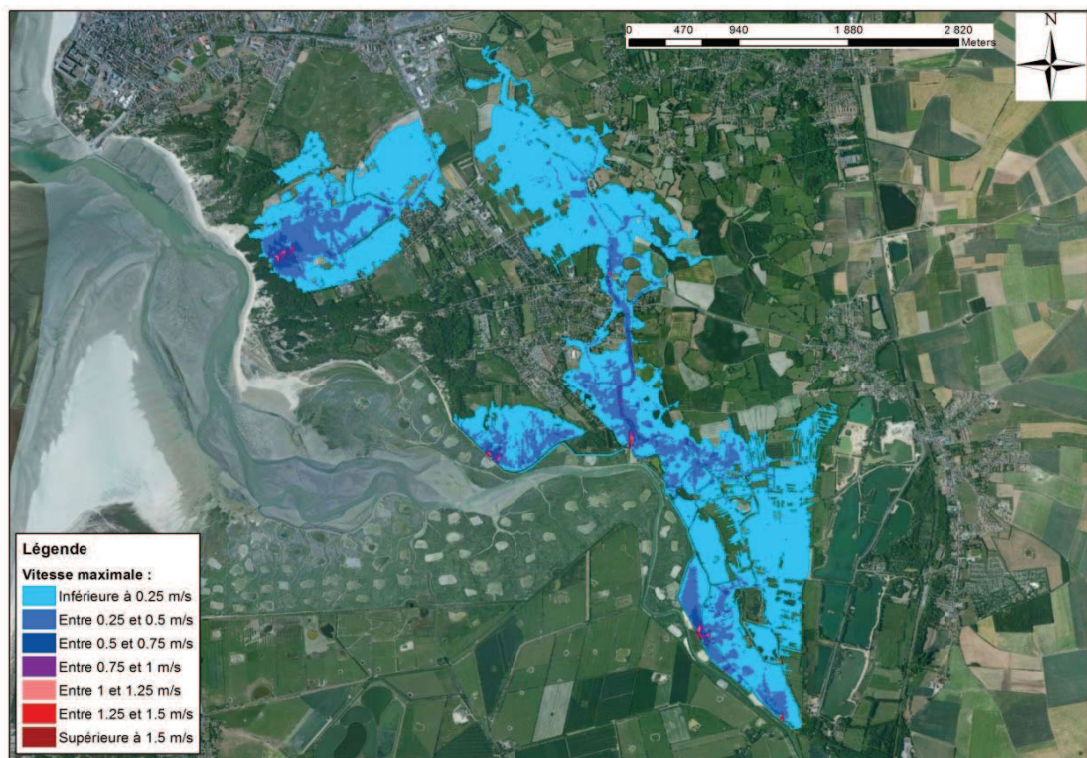 0 470 940 1 880 2 820
Meters
N
Légende
Vitesse maximale :
Inférieure à 0.25 m/s
Entre 0.25 et 0.5 m/s
Entre 0.5 et 0.75 m/s
Entre 0.75 et 1 m/s
Entre 1 et 1.25 m/s
Entre 1.25 et 1.5 m/s
Supérieure à 1.5 m/s